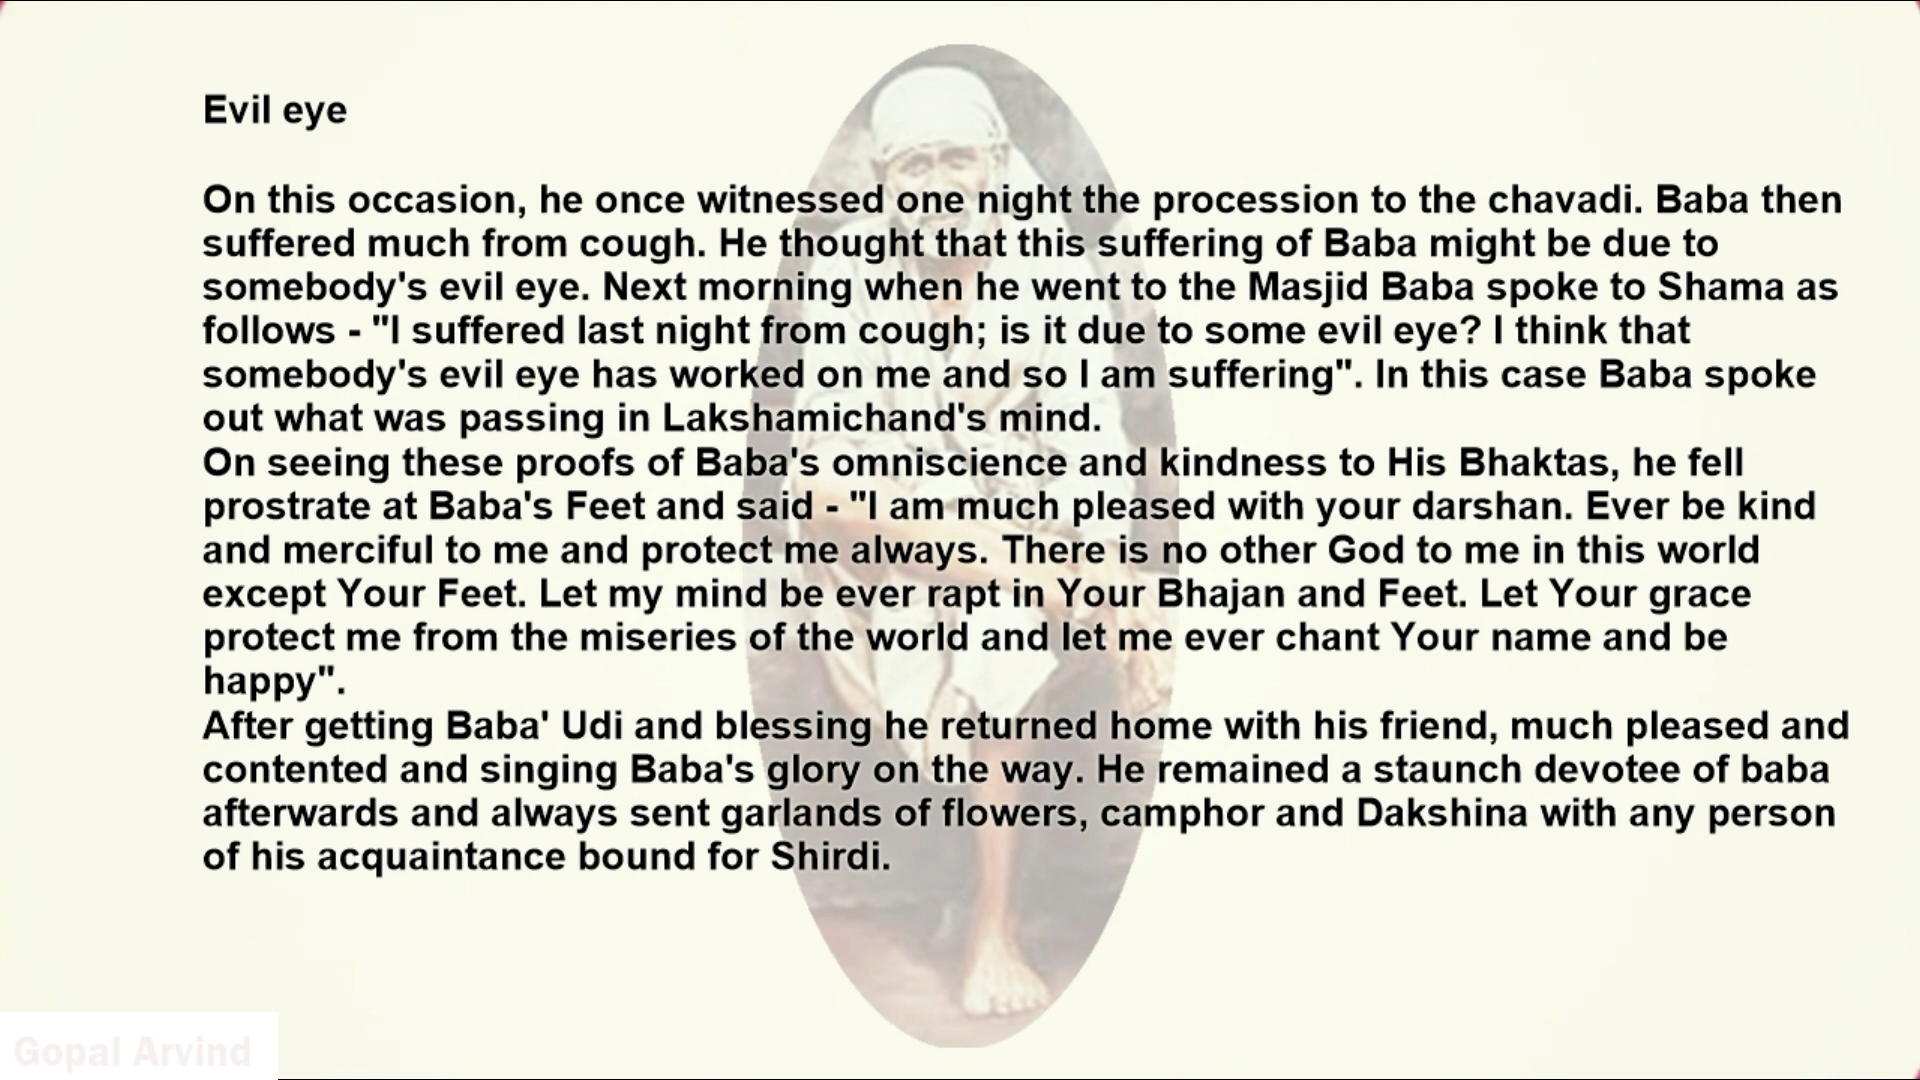 Evil eye
On this occasion, he once witnessed one night the procession to the chavadi. Baba then
suffered much from cough. He thought that this suffering of Baba might be due to
somebody's evil eye. Next morning when he went to the Masjid Baba spoke to Shama as
follows - "I suffered last night from cough; is it due to some evil eye? I think that
somebody's evil eye has worked on me and so I am suffering". In this case Baba spoke
out what was passing in Lakshamichand's mind.
On seeing these proofs of Baba's omniscience and kindness to His Bhaktas, he fell
prostrate at Baba's Feet and said - "I am much pleased with your darshan. Ever be kind
and merciful to me and protect me always. There is no other God to me in this world
except Your Feet. Let my mind be ever rapt in Your Bhajan and Feet. Let Your grace
protect me from the miseries of the world and let me ever chant Your name and be
happy".
After getting Baba' Udi and blessing he returned home with his friend, much pleased and
contented and singing Baba's glory on the way. He remained a staunch devotee of baba
afterwards and always sent garlands of flowers, camphor and Dakshina with any person
of his acquaintance bound for Shirdi.
Gopal Arvind